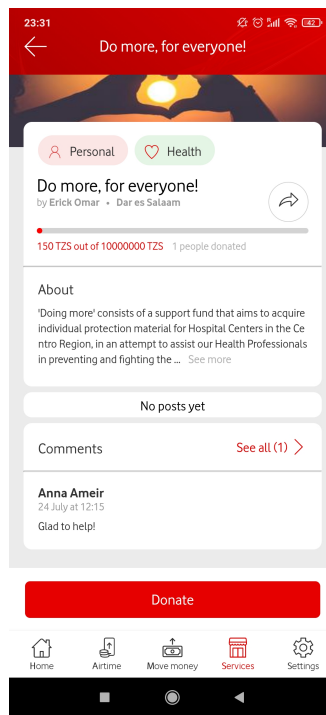 23:31
42
Do more, for everyone!
Personal
Health
Do more, for everyone!
by Erick Omar • Dar es Salaam
150 TZS out of 10000000 TZS 1 people donated
About
'Doing more' consists of a support fund that aims to acquire
individual protection material for Hospital Centers in the Ce
ntro Region, in an attempt to assist our Health Professionals
in preventing and fighting the ... See more
No posts yet
Comments
See all (1)
Anna Ameir
24 July at 12:15
Glad to help!
Donate
Home
Airtime
Move money
Services
Settings